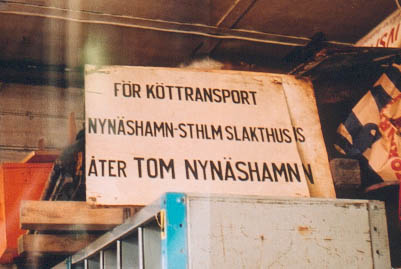 FÖR KÖTTRANSPORT
NYNÄSHAMN-STHLM SLAKTHUS
ÅTER TOM NYNÄSHAMN
S
N